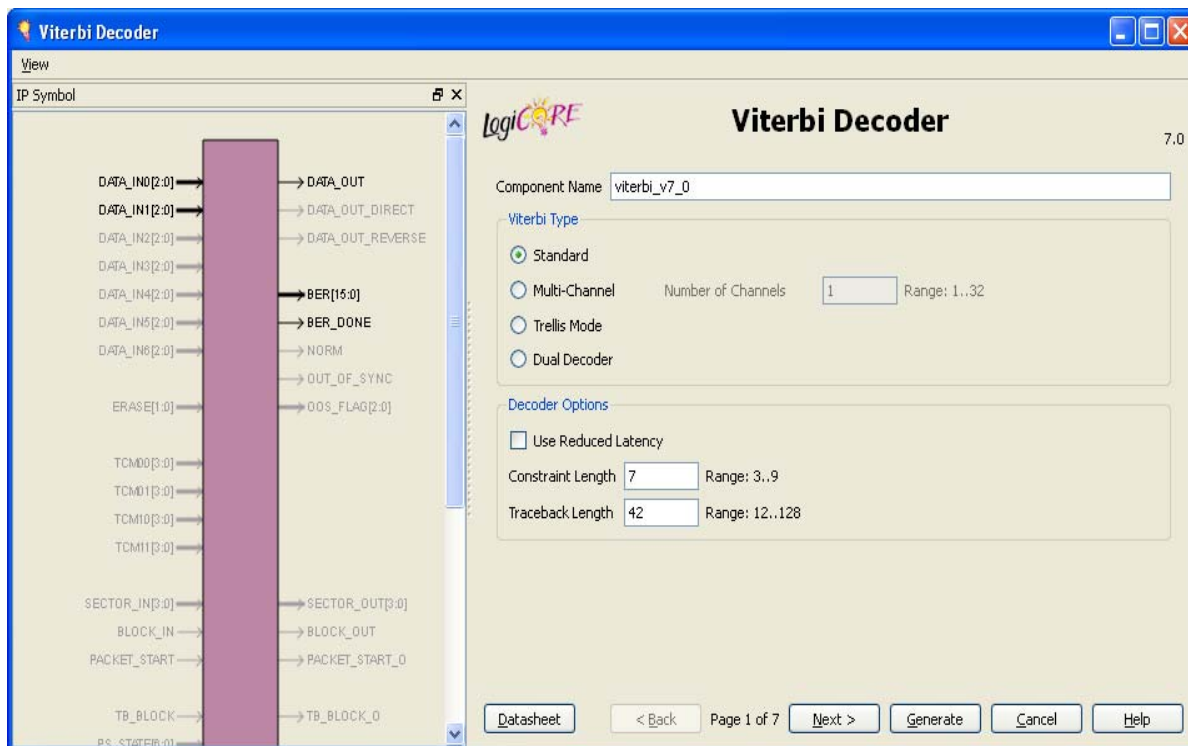 Viterbi Decoder
View
IP Symbol
DATA_IN0[2:0]
DATA_IN1[2:0]
DATA_IN2[2:0]
DATA_IN3[2:0]
DATA_IN4[2:0]
DATA_IN5[2:0]
DATA_IN6[2:0]
ERASE[1:0]
TCM00[3:0]
TCM01[3:0]
TCM10[3:0]
TCM11[3:0]
SECTOR_IN[3:0]
BLOCK_IN
PACKET_START
TB_BLOCK
PS_STATE[6:0]
DATA_OUT
DATA_OUT_DIRECT
DATA_OUT_REVERSE
BER[15:0]
BER_DONE
NORM
OUT_OF_SYNC
OOS_FLAG[2:0]
SECTOR_OUT[3:0]
BLOCK_OUT
PACKET_START_O
TB_BLOCK_O
LogiCORE
Viterbi Decoder
7.0
Component Name viterbi_v7_0
Viterbi Type
Standard
Multi-Channel Number of Channels 1 Range: 1..32
Trellis Mode
Dual Decoder
Decoder Options
Use Reduced Latency
Constraint Length 7 Range: 3..9
Traceback Length 42 Range: 12..128
Datasheet < Back Page 1 of 7 Next > Generate Cancel Help